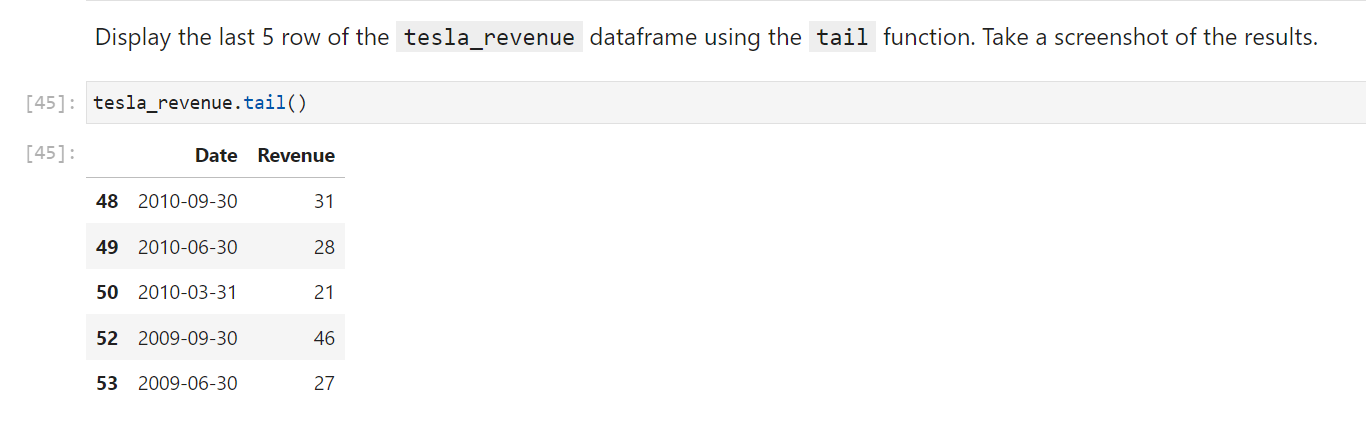 Display the last 5 row of the tesla_revenue dataframe using the tail function. Take a screenshot of the results.
[45]: tesla_revenue.tail()
[45]:
Date Revenue
48 2010-09-30 31
49 2010-06-30 28
50 2010-03-31 21
52 2009-09-30 46
53 2009-06-30 27